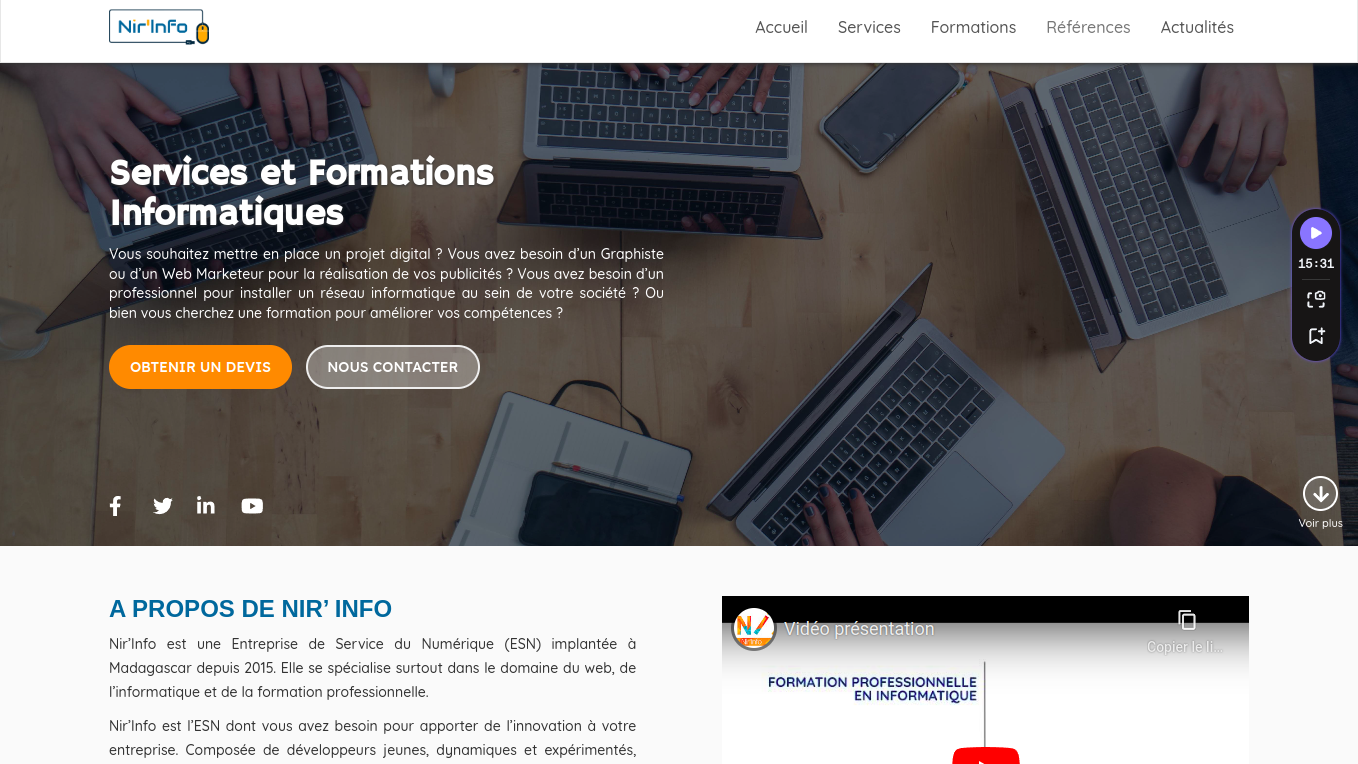 Nir'Info
Accueil Services Formations Références Actualités
Services et Formations
Informatiques
Vous souhaitez mettre en place un projet digital ? Vous avez besoin d’un Graphiste
ou d’un Web Marketeur pour la réalisation de vos publicités ? Vous avez besoin d’un
professionnel pour installer un réseau informatique au sein de votre société ? Ou
bien vous cherchez une formation pour améliorer vos compétences ?
OBTENIR UN DEVIS NOUS CONTACTER
15:31
Voir plus
A PROPOS DE NIR’ INFO
Nir’Info est une Entreprise de Service du Numérique (ESN) implantée à
Madagascar depuis 2015. Elle se spécialise surtout dans le domaine du web, de
l’informatique et de la formation professionnelle.
Nir’Info est l’ESN dont vous avez besoin pour apporter de l’innovation à votre
entreprise. Composée de développeurs jeunes, dynamiques et expérimentés,
Vidéo présentation
Copier le li...
FORMATION PROFESSIONNELLE
EN INFORMATIQUE